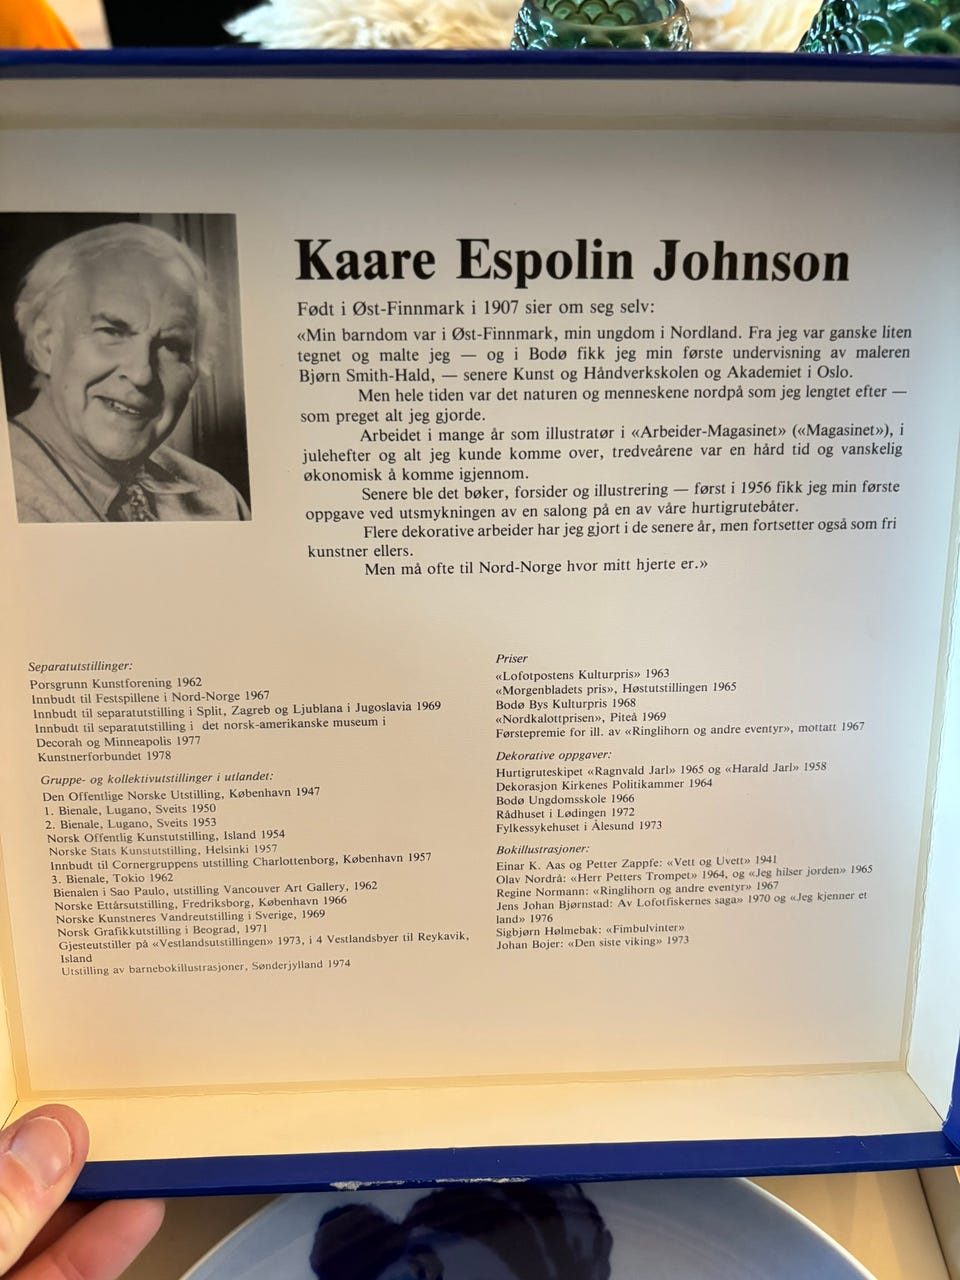 Kaare Espolin Johnson
Født i Øst-Finnmark i 1907 sier om seg selv:
«Min barndom var i Øst-Finnmark, min ungdom i Nordland. Fra jeg var ganske liten
tegnet og malte jeg — og i Bodø fikk jeg min første undervisning av maleren
Bjørn Smith-Hald, — senere Kunst og Håndverkskolen og Akademiet i Oslo.
Men hele tiden var det naturen og menneskene nordpå som jeg lengtet efter —
som preget alt jeg gjorde.
Arbeidet i mange år som illustratør i «Arbeider-Magasinet» («Magasinet»), i
julehefter og alt jeg kunde komme over, tredveårene var en hård tid og vanskelig
økonomisk å komme igjennom.
Senere ble det bøker, forsider og illustrering — først i 1956 fikk jeg min første
oppgave ved utsmykningen av en salong på en av våre hurtigrutebåter.
Flere dekorative arbeider har jeg gjort i de senere år, men fortsetter også som fri
kunstner ellers.
Men må ofte til Nord-Norge hvor mitt hjerte er.»
Separatutstillinger:
Porsgrunn Kunstforening 1962
Innbudt til Festspillene i Nord-Norge 1967
Innbudt til separatutstilling i Split, Zagreb og Ljublana i Jugoslavia 1969
Innbudt til separatutstilling i det norsk-amerikanske museum i
Decorah og Minneapolis 1977
Kunstnerforbundet 1978
Gruppe- og kollektivutstillinger i utlandet:
Den Offentlige Norske Utstilling, København 1947
1. Bienale, Lugano, Sveits 1950
2. Bienale, Lugano, Sveits 1953
Norsk Offentlig Kunstutstilling, Island 1954
Norske Stats Kunstutstilling, Helsinki 1957
Innbudt til Cornergruppens utstilling Charlottenborg, København 1957
3. Bienale, Tokio 1962
Bienalen i Sao Paulo, utstilling Vancouver Art Gallery, 1962
Norske Ettårsutstilling, Fredriksborg, København 1966
Norske Kunstneres Vandreutstilling i Sverige, 1969
Norsk Grafikkutstilling i Beograd, 1971
Gjesteutstiller på «Vestlandsutstillingen» 1973, i 4 Vestlandsbyer til Reykavik,
Island
Utstilling av barnebokillustrasjoner, Sønderjylland 1974
Priser
«Lofotpostens Kulturpris» 1963
«Morgenbladets pris», Høstutstillingen 1965
Bodø Bys Kulturpris 1968
«Nordkalottprisen», Piteå 1969
Førstepremie for ill. av «Ringlihorn og andre eventyr», mottatt 1967
Dekorative oppgaver:
Hurtigruteskipet «Ragnvald Jarl» 1965 og «Harald Jarl» 1958
Dekorasjon Kirkenes Politikammer 1964
Bodø Ungdomsskole 1966
Rådhuset i Lødingen 1972
Fylkessykehuset i Ålesund 1973
Bokillustrasjoner:
Einar K. Aas og Petter Zappfe: «Vett og Uvett» 1941
Olav Nordrå: «Herr Petters Trompet» 1964, og «Jeg hilser jorden» 1965
Regine Normann: «Ringlihorn og andre eventyr» 1967
Jens Johan Bjørnstad: Av Lofotfiskernes saga» 1970 og «Jeg kjenner et
land» 1976
Sigbjørn Hølmebak: «Fimbulvinter»
Johan Bojer: «Den siste viking» 1973